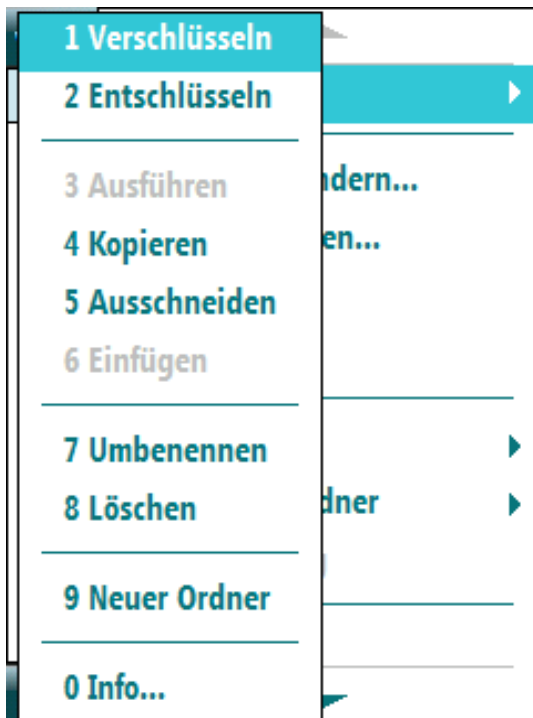 1 Verschlüsseln
2 Entschlüsseln
3 Ausführen
ndern...
4 Kopieren
en...
5 Ausschneiden
6 Einfügen
7 Umbenennen
8 Löschen
dner
9 Neuer Ordner
0 Info...